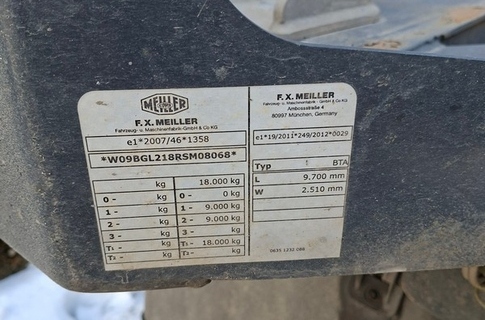 MEILLER
F. X. MEILLER
Fahrzeug- u. Maschinenfabrik-GmbH & Co KG
e1*2007/46*1358
*W09BGL218RSM08068*
kg 18.000 kg
0 - kg 0 kg
1 - kg 1 - 9.000 kg
2 - kg 2 - 9.000 kg
3 - kg 3 - kg
T1 - kg T1 - 18.000 kg
T2 - kg T2 - kg
F. X. MEILLER
Fahrzeug- u. Maschinenfabrik-GmbH & Co KG
Ambossstraße 4
80997 München, Germany
e1*19/2011*249/2012*0029
Typ BTA
L 9.700 mm
W 2.510 mm